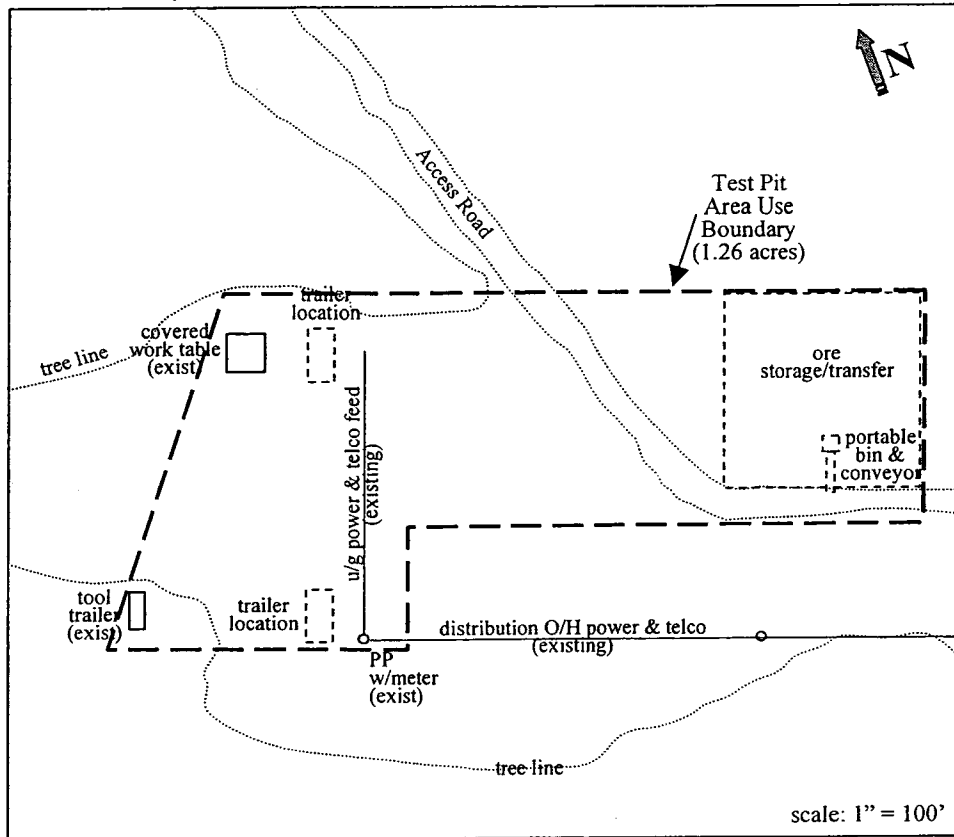 N
Access Road
Test Pit
Area Use
Boundary
(1.26 acres)
trailer
location
covered
work table
(exist)
tree line
ore
storage/transfer
portable
bin &
conveyor
u/g power & telco feed
(existing)
tool
trailer
(exist)
trailer
location
distribution O/H power & telco
(existing)
PP
w/meter
(exist)
tree line
scale: 1” = 100’